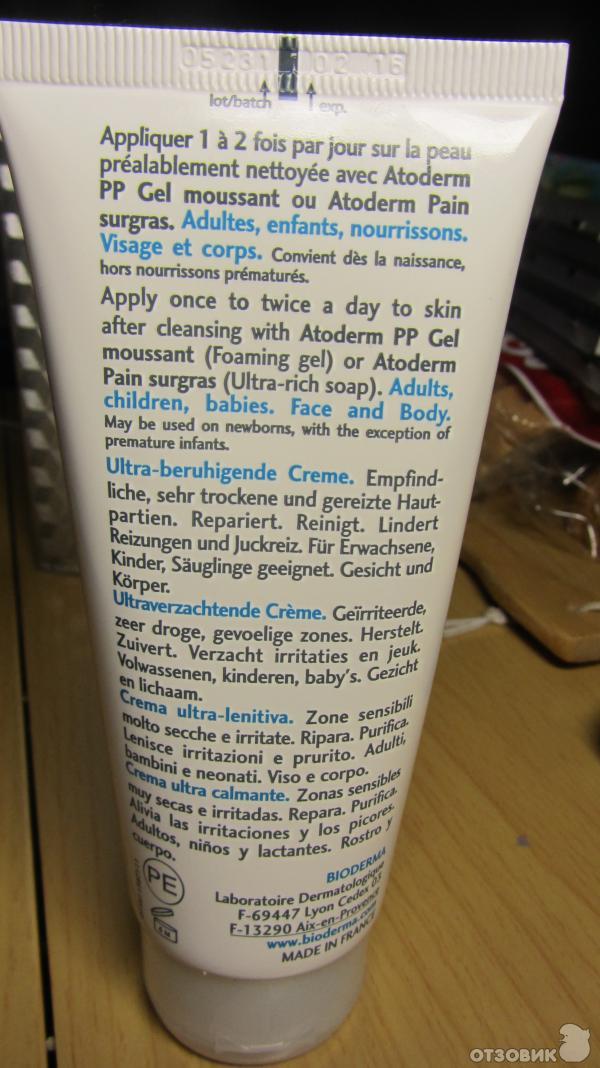 05231 02 16
lot/batch exp.
Appliquer 1 à 2 fois par jour sur la peau
préalablement nettoyée avec Atoderm
PP Gel moussant ou Atoderm Pain
surgras. Adultes, enfants, nourrissons.
Visage et corps. Convient dès la naissance,
hors nourrissons prématurés.
Apply once to twice a day to skin
after cleansing with Atoderm PP Gel
moussant (Foaming gel) or Atoderm
Pain surgras (Ultra-rich soap). Adults,
children, babies. Face and Body.
May be used on newborns, with the exception of
premature infants.
Ultra-beruhigende Creme. Empfind-
liche, sehr trockene und gereizte Haut-
partien. Repariert. Reinigt. Lindert
Reizungen und Juckreiz. Für Erwachsene,
Kinder, Säuglinge geeignet. Gesicht und
Körper.
Ultraverzachtende Crème. Geïrriteerde,
zeer droge, gevoelige zones. Herstelt.
Zuivert. Verzacht irritaties en jeuk.
Volwassenen, kinderen, baby's. Gezicht
en lichaam.
Crema ultra-lenitiva. Zone sensibili
molto secche e irritate. Ripara. Purifica.
Lenisce irritazioni e prurito. Adulti,
bambini e neonati. Viso e corpo.
Crema ultra calmante. Zonas sensibles
muy secas e irritadas. Repara. Purifica.
Alivia las irritaciones y los picores.
Adultos, niños y lactantes. Rostro y
cuerpo.
PE
BIODERMA
Laboratoire Dermatologique
F-69447 Lyon Cedex 03
F-13290 Aix-en-Provence
www.bioderma.com
MADE IN FRANCE
ОТЗОВИК